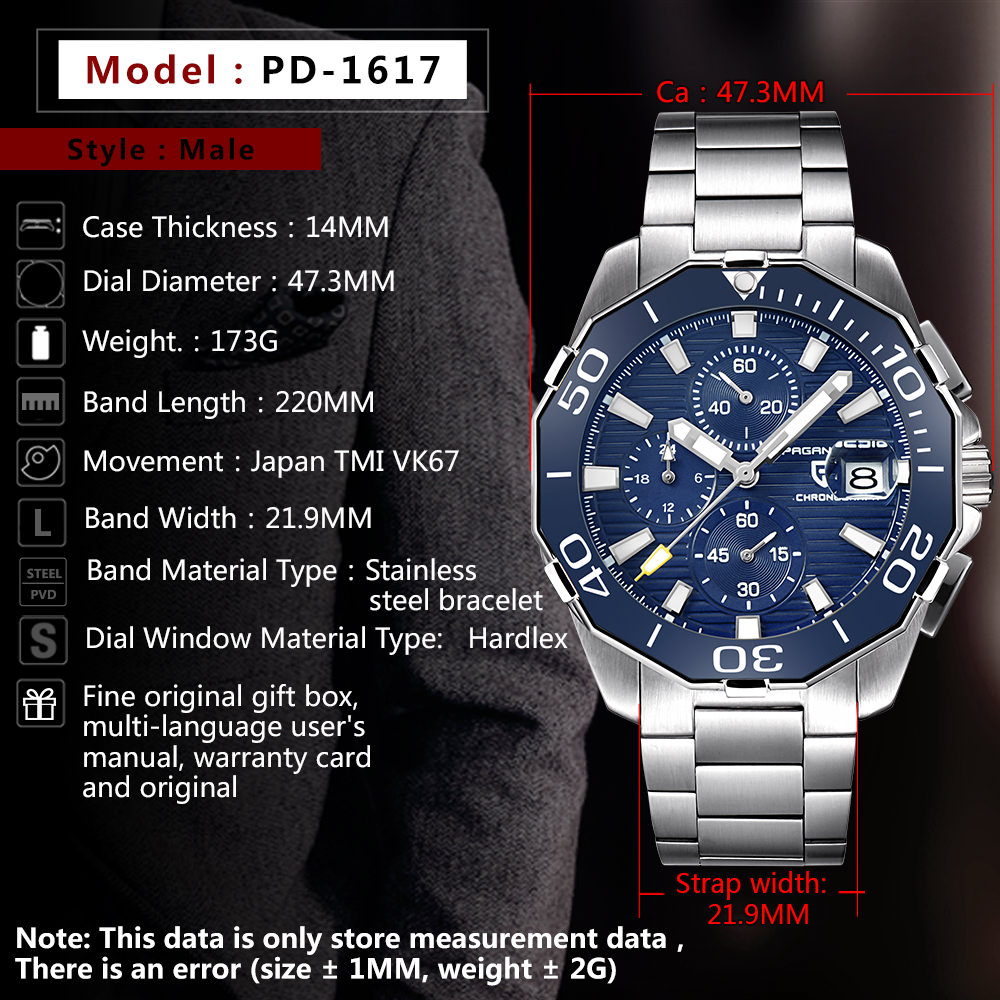 Model : PD-1617
Style : Male
Ca : 47.3MM
Case Thickness : 14MM
Dial Diameter : 47.3MM
Weight. : 173G
Band Length : 220MM
Movement : Japan TMI VK67
L
Band Width : 21.9MM
STEEL
PVD
Band Material Type : Stainless
steel bracelet
S
Dial Window Material Type: Hardlex
Fine original gift box,
multi-language user's
manual, warranty card
and original
10
20
30
40
50
60
40 20
24
18 6
12
60
45 15
30
8
Strap width:
21.9MM
Note: This data is only store measurement data ,
There is an error (size ± 1MM, weight ± 2G)